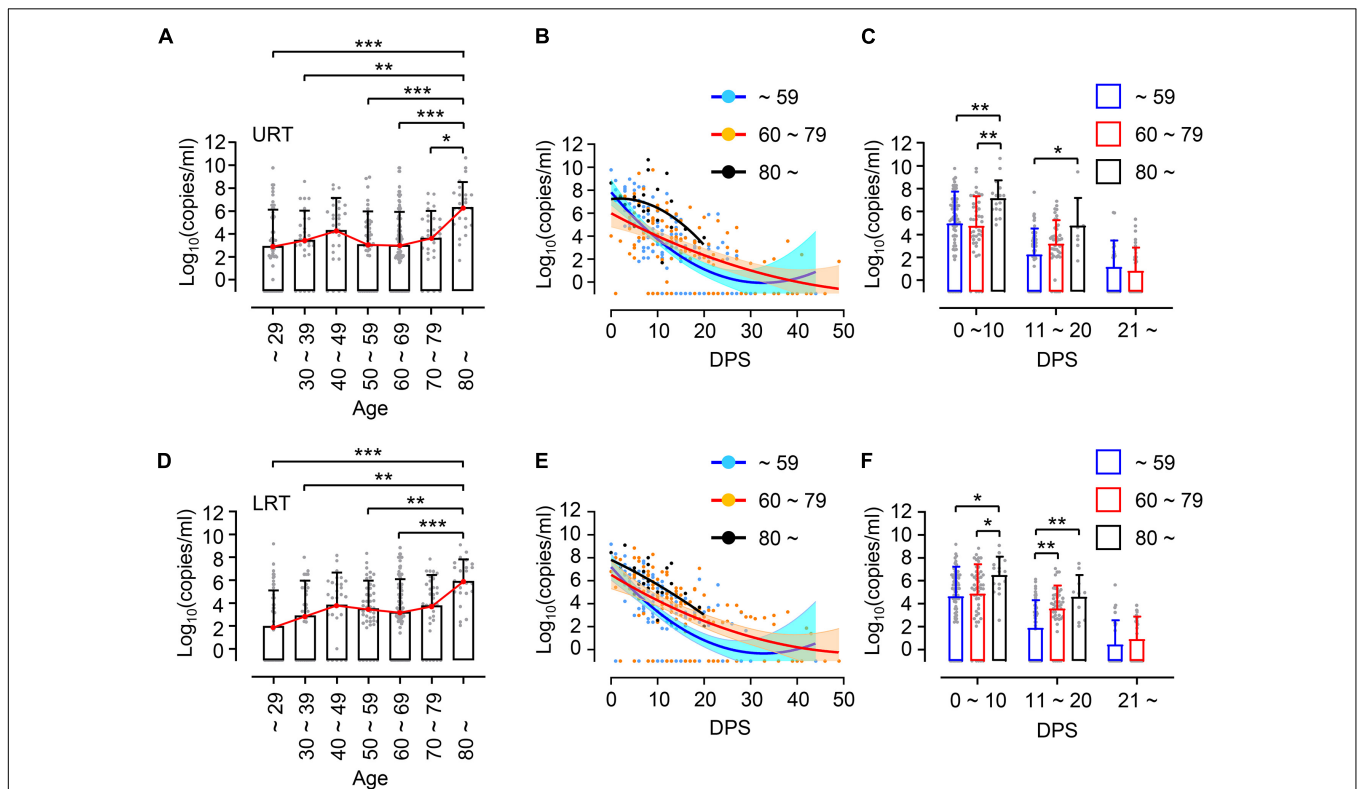 A
***
**
***
***
*
URT
Log10(copies/ml)
12
10
8
6
4
2
0
~ 29
30 ~ 39
40 ~ 49
50 ~ 59
60 ~ 69
70 ~ 79
80 ~
Age
B
~ 59
60 ~ 79
80 ~
Log10(copies/ml)
12
10
8
6
4
2
0
0 10 20 30 40 50
DPS
C
~ 59
60 ~ 79
80 ~
**
**
*
Log10(copies/ml)
12
10
8
6
4
2
0
0 ~10 11 ~ 20 21 ~
DPS
D
***
**
**
***
LRT
Log10(copies/ml)
12
10
8
6
4
2
0
~ 29
30 ~ 39
40 ~ 49
50 ~ 59
60 ~ 69
70 ~ 79
80 ~
Age
E
~ 59
60 ~ 79
80 ~
Log10(copies/ml)
12
10
8
6
4
2
0
0 10 20 30 40 50
DPS
F
~ 59
60 ~ 79
80 ~
*
*
**
**
Log10(copies/ml)
12
10
8
6
4
2
0
0 ~ 10 11 ~ 20 21 ~
DPS